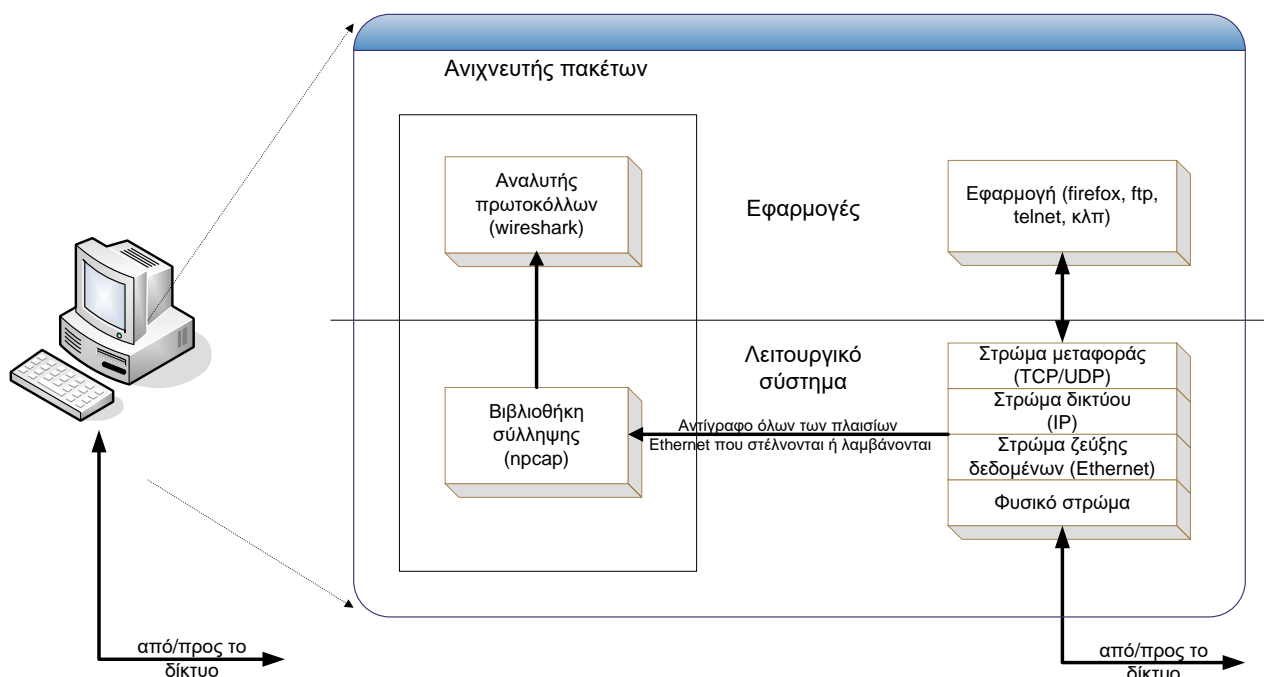 Ανιχνευτής πακέτων
Αναλυτής
πρωτοκόλλων
(wireshark)
Εφαρμογές
Εφαρμογή (firefox, ftp,
telnet, κλπ)
Λειτουργικό
σύστημα
Στρώμα μεταφοράς
(TCP/UDP)
Στρώμα δικτύου
(IP)
Στρώμα ζεύξης
δεδομένων (Ethernet)
Φυσικό στρώμα
Βιβλιοθήκη
σύλληψης
(npcap)
Αντίγραφο όλων των πλαισίων
Ethernet που στέλνονται ή λαμβάνονται
από/προς το
δίκτυο
από/προς το
δίκτυο